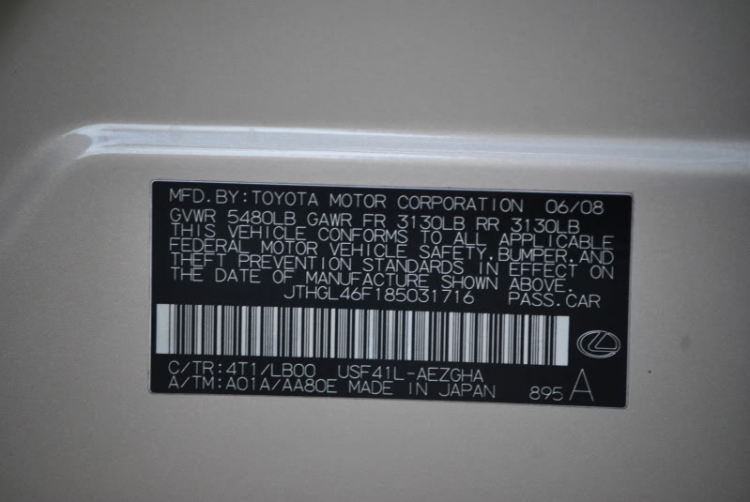 MFD.BY:TOYOTA MOTOR CORPORATION 06/08
GVWR 5480LB GAWR FR 3130LB RR 3130LB
THIS VEHICLE CONFORMS TO ALL APPLICABLE
FEDERAL MOTOR VEHICLE SAFETY,BUMPER,AND
THEFT PREVENTION STANDARDS IN EFFECT ON
THE DATE OF MANUFACTURE SHOWN ABOVE.
JTHGL46F185031716 PASS.CAR
C/TR:4T1/LB00 USF41L-AEZGHA
A/TM:A01A/AA80E MADE IN JAPAN 895 A